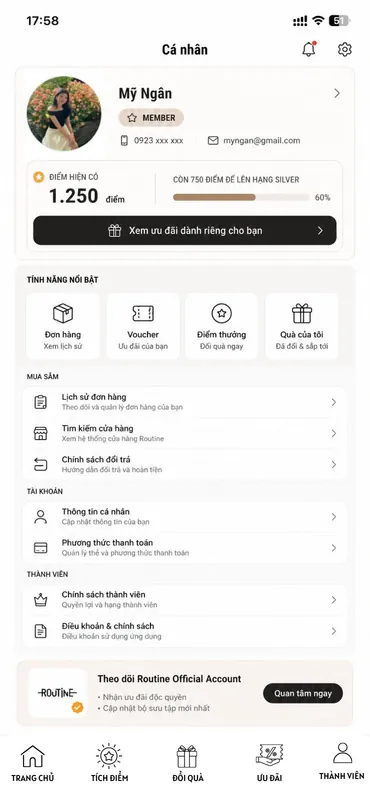 17:58
51
Cá nhân
Mỹ Ngân
MEMBER
0923 xxx xxx
myngan@gmail.com
ĐIỂM HIỆN CÓ
1.250 điểm
CÒN 750 ĐIỂM ĐỂ LÊN HẠNG SILVER
60%
Xem ưu đãi dành riêng cho bạn
TÍNH NĂNG NỔI BẬT
Đơn hàng
Xem lịch sử
Voucher
Ưu đãi của bạn
Điểm thưởng
Đổi quà ngay
Quà của tôi
Đã đổi & sắp tới
MUA SẮM
Lịch sử đơn hàng
Theo dõi và quản lý đơn hàng của bạn
Tìm kiếm cửa hàng
Xem hệ thống cửa hàng Routine
Chính sách đổi trả
Hướng dẫn đổi trả và hoàn tiền
TÀI KHOẢN
Thông tin cá nhân
Cập nhật thông tin của bạn
Phương thức thanh toán
Quản lý thẻ và phương thức thanh toán
THÀNH VIÊN
Chính sách thành viên
Quyền lợi và hạng thành viên
Điều khoản & chính sách
Điều khoản sử dụng ứng dụng
ROUTINE
Theo dõi Routine Official Account
• Nhận ưu đãi độc quyền
• Cập nhật bộ sưu tập mới nhất
Quan tâm ngay
TRANG CHỦ
TÍCH ĐIỂM
ĐỔI QUÀ
ƯU ĐÃI
THÀNH VIÊN